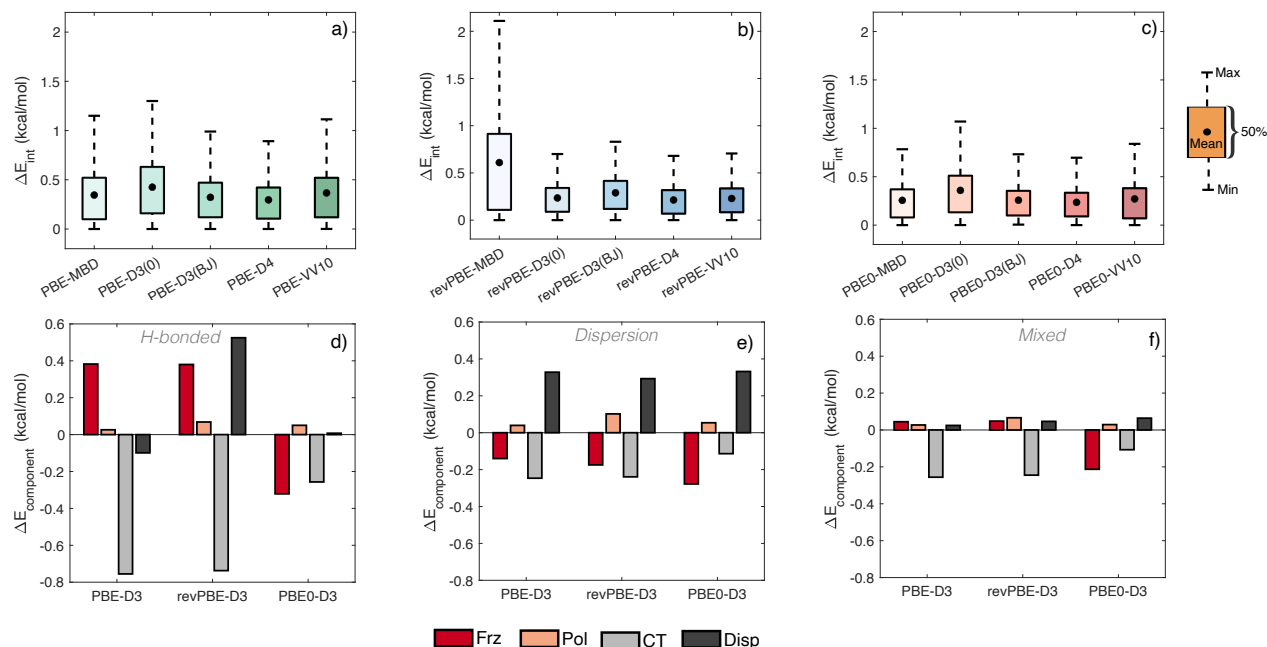 a)
2
1.5
1
0.5
0
ΔE_int (kcal/mol)
PBE-MBD
PBE-D3(0)
PBE-D3(BJ)
PBE-D4
PBE-VV10
b)
2
1.5
1
0.5
0
ΔE_int (kcal/mol)
revPBE-MBD
revPBE-D3(0)
revPBE-D3(BJ)
revPBE-D4
revPBE-VV10
c)
2
1.5
1
0.5
0
ΔE_int (kcal/mol)
PBE0-MBD
PBE0-D3(0)
PBE0-D3(BJ)
PBE0-D4
PBE0-VV10
Max
50%
Mean
Min
H-bonded
d)
0.6
0.4
0.2
0
-0.2
-0.4
-0.6
-0.8
ΔE_component (kcal/mol)
PBE-D3
revPBE-D3
PBE0-D3
Dispersion
e)
0.6
0.4
0.2
0
-0.2
-0.4
-0.6
-0.8
ΔE_component (kcal/mol)
PBE-D3
revPBE-D3
PBE0-D3
Mixed
f)
0.6
0.4
0.2
0
-0.2
-0.4
-0.6
-0.8
ΔE_component (kcal/mol)
PBE-D3
revPBE-D3
PBE0-D3
Frz
Pol
CT
Disp